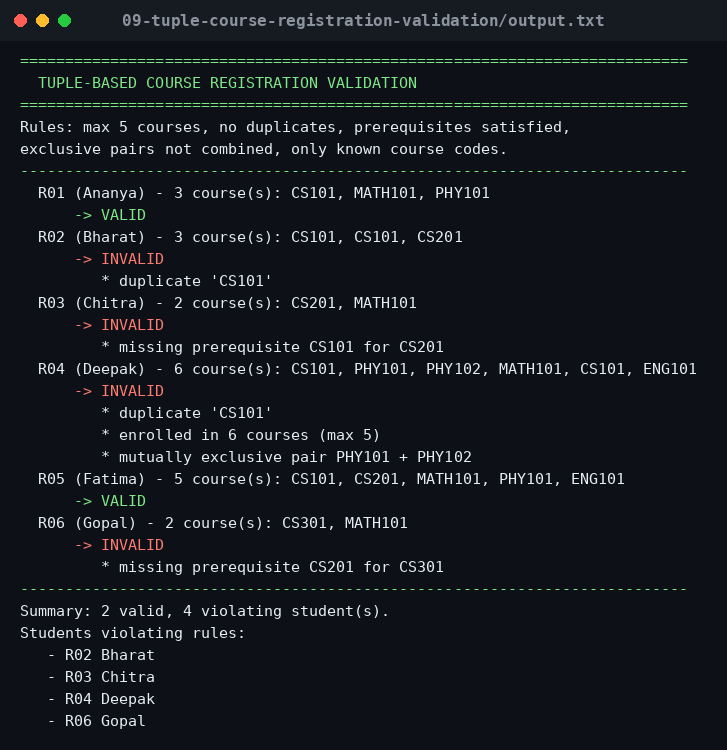 09-tuple-course-registration-validation/output.txt
==========================================================================
  TUPLE-BASED COURSE REGISTRATION VALIDATION
==========================================================================
Rules: max 5 courses, no duplicates, prerequisites satisfied,
exclusive pairs not combined, only known course codes.
--------------------------------------------------------------------------
  R01 (Ananya) - 3 course(s): CS101, MATH101, PHY101
      -> VALID
  R02 (Bharat) - 3 course(s): CS101, CS101, CS201
      -> INVALID
         * duplicate 'CS101'
  R03 (Chitra) - 2 course(s): CS201, MATH101
      -> INVALID
         * missing prerequisite CS101 for CS201
  R04 (Deepak) - 6 course(s): CS101, PHY101, PHY102, MATH101, CS101, ENG101
      -> INVALID
         * duplicate 'CS101'
         * enrolled in 6 courses (max 5)
         * mutually exclusive pair PHY101 + PHY102
  R05 (Fatima) - 5 course(s): CS101, CS201, MATH101, PHY101, ENG101
      -> VALID
  R06 (Gopal) - 2 course(s): CS301, MATH101
      -> INVALID
         * missing prerequisite CS201 for CS301
--------------------------------------------------------------------------
Summary: 2 valid, 4 violating student(s).
Students violating rules:
   - R02 Bharat
   - R03 Chitra
   - R04 Deepak
   - R06 Gopal